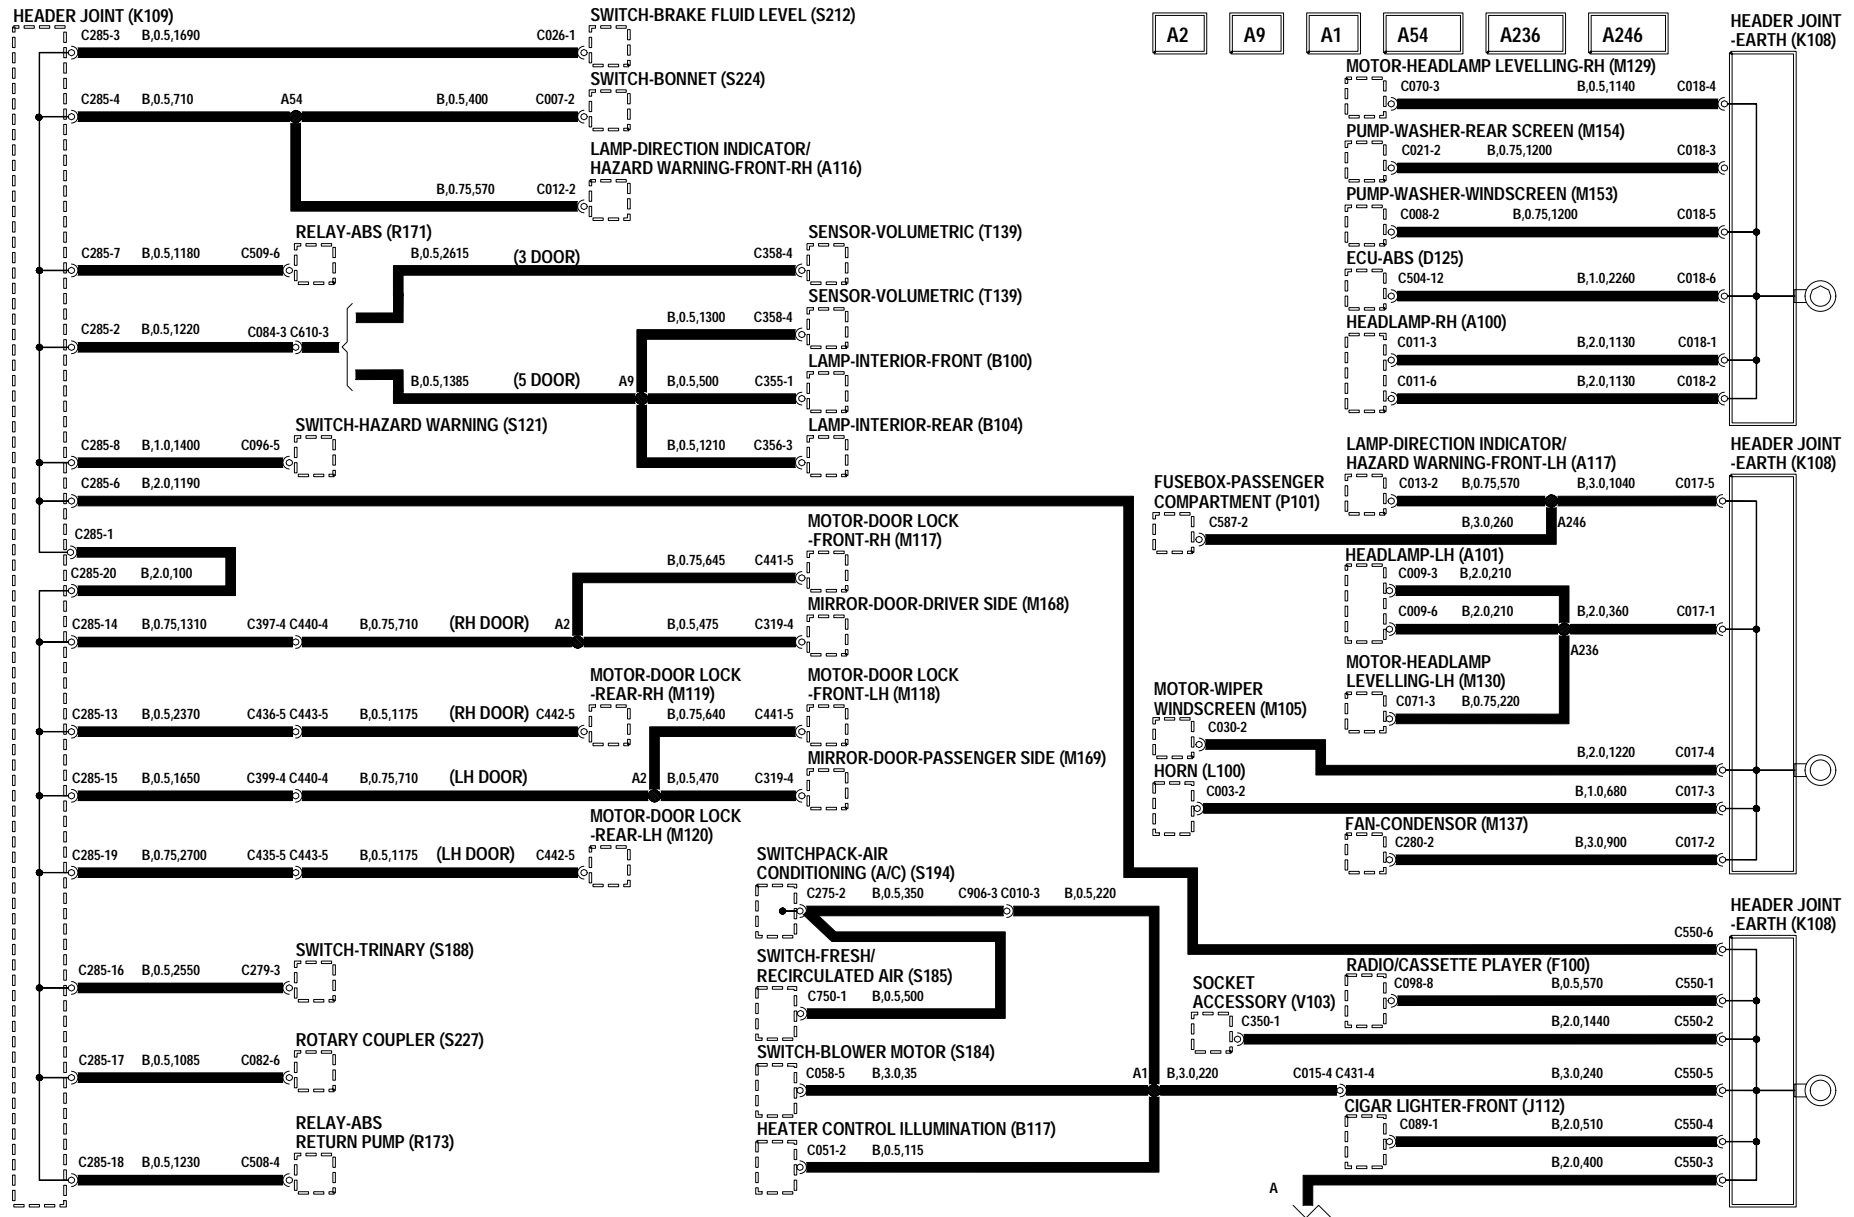 HEADER JOINT (K109)
C285-3 B,0.5,1690 C026-1
SWITCH-BRAKE FLUID LEVEL (S212)
SWITCH-BONNET (S224)
C285-4 B,0.5,710 A54 B,0.5,400 C007-2
LAMP-DIRECTION INDICATOR/
HAZARD WARNING-FRONT-RH (A116)
B,0.75,570 C012-2
RELAY-ABS (R171)
C285-7 B,0.5,1180 C509-6
B,0.5,2615 (3 DOOR) C358-4
SENSOR-VOLUMETRIC (T139)
SENSOR-VOLUMETRIC (T139)
B,0.5,1300 C358-4
C285-2 B,0.5,1220 C084-3 C610-3
LAMP-INTERIOR-FRONT (B100)
B,0.5,1385 (5 DOOR) A9 B,0.5,500 C355-1
SWITCH-HAZARD WARNING (S121)
LAMP-INTERIOR-REAR (B104)
C285-8 B,1.0,1400 C096-5
B,0.5,1210 C356-3
C285-6 B,2.0,1190
C285-1
C285-20 B,2.0,100
MOTOR-DOOR LOCK
-FRONT-RH (M117)
B,0.75,645 C441-5
MIRROR-DOOR-DRIVER SIDE (M168)
C285-14 B,0.75,1310 C397-4 C440-4 B,0.75,710 (RH DOOR) A2 B,0.5,475 C319-4
MOTOR-DOOR LOCK
-REAR-RH (M119)
MOTOR-DOOR LOCK
-FRONT-LH (M118)
C285-13 B,0.5,2370 C436-5 C443-5 B,0.5,1175 (RH DOOR) C442-5
B,0.75,640 C441-5
MIRROR-DOOR-PASSENGER SIDE (M169)
C285-15 B,0.5,1650 C399-4 C440-4 B,0.75,710 (LH DOOR) A2 B,0.5,470 C319-4
MOTOR-DOOR LOCK
-REAR-LH (M120)
C285-19 B,0.75,2700 C435-5 C443-5 B,0.5,1175 (LH DOOR) C442-5
SWITCH-TRINARY (S188)
C285-16 B,0.5,2550 C279-3
ROTARY COUPLER (S227)
C285-17 B,0.5,1085 C082-6
RELAY-ABS
RETURN PUMP (R173)
C285-18 B,0.5,1230 C508-4
SWITCHPACK-AIR
CONDITIONING (A/C) (S194)
C275-2 B,0.5,350 C906-3 C010-3 B,0.5,220
SWITCH-FRESH/
RECIRCULATED AIR (S185)
C750-1 B,0.5,500
SWITCH-BLOWER MOTOR (S184)
C058-5 B,3.0,35 A1 B,3.0,220 C015-4 C431-4 B,3.0,240 C550-5
HEATER CONTROL ILLUMINATION (B117)
C051-2 B,0.5,115
A2 A9 A1 A54 A236 A246
HEADER JOINT
-EARTH (K108)
MOTOR-HEADLAMP LEVELLING-RH (M129)
C070-3 B,0.5,1140 C018-4
PUMP-WASHER-REAR SCREEN (M154)
C021-2 B,0.75,1200 C018-3
PUMP-WASHER-WINDSCREEN (M153)
C008-2 B,0.75,1200 C018-5
ECU-ABS (D125)
C504-12 B,1.0,2260 C018-6
HEADLAMP-RH (A100)
C011-3 B,2.0,1130 C018-1
C011-6 B,2.0,1130 C018-2
HEADER JOINT
-EARTH (K108)
LAMP-DIRECTION INDICATOR/
HAZARD WARNING-FRONT-LH (A117)
C013-2 B,0.75,570 B,3.0,1040 C017-5
FUSEBOX-PASSENGER
COMPARTMENT (P101)
C587-2 B,3.0,260 A246
HEADLAMP-LH (A101)
C009-3 B,2.0,210
C009-6 B,2.0,210 B,2.0,360 C017-1
A236
MOTOR-HEADLAMP
LEVELLING-LH (M130)
C071-3 B,0.75,220
MOTOR-WIPER
WINDSCREEN (M105)
C030-2 B,2.0,1220 C017-4
HORN (L100)
C003-2 B,1.0,680 C017-3
FAN-CONDENSOR (M137)
C280-2 B,3.0,900 C017-2
HEADER JOINT
-EARTH (K108)
C550-6
RADIO/CASSETTE PLAYER (F100)
C098-8 B,0.5,570 C550-1
SOCKET
ACCESSORY (V103)
C350-1 B,2.0,1440 C550-2
CIGAR LIGHTER-FRONT (J112)
C089-1 B,2.0,510 C550-4
B,2.0,400 C550-3
A